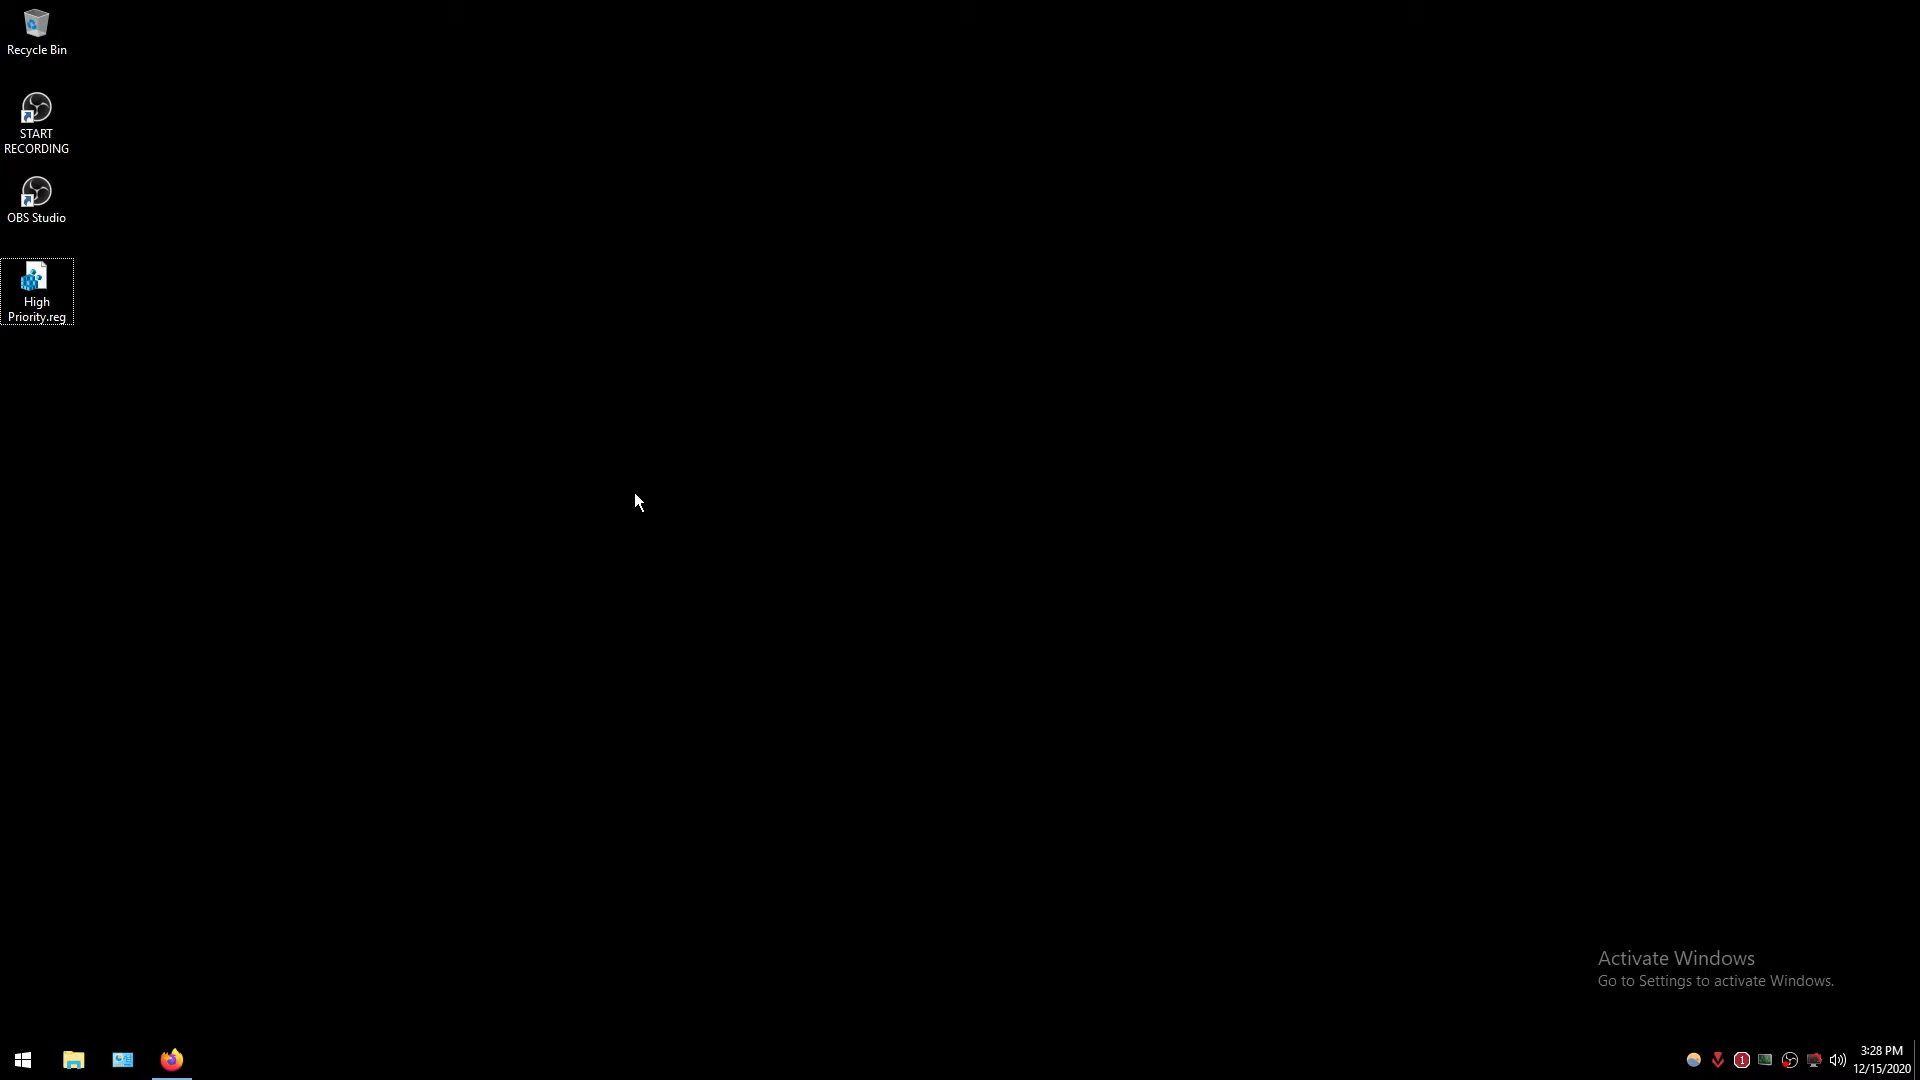 Recycle Bin
START
RECORDING
OBS Studio
High
Priority.reg
Activate Windows
Go to Settings to activate Windows.
1
3:28 PM
12/15/2020